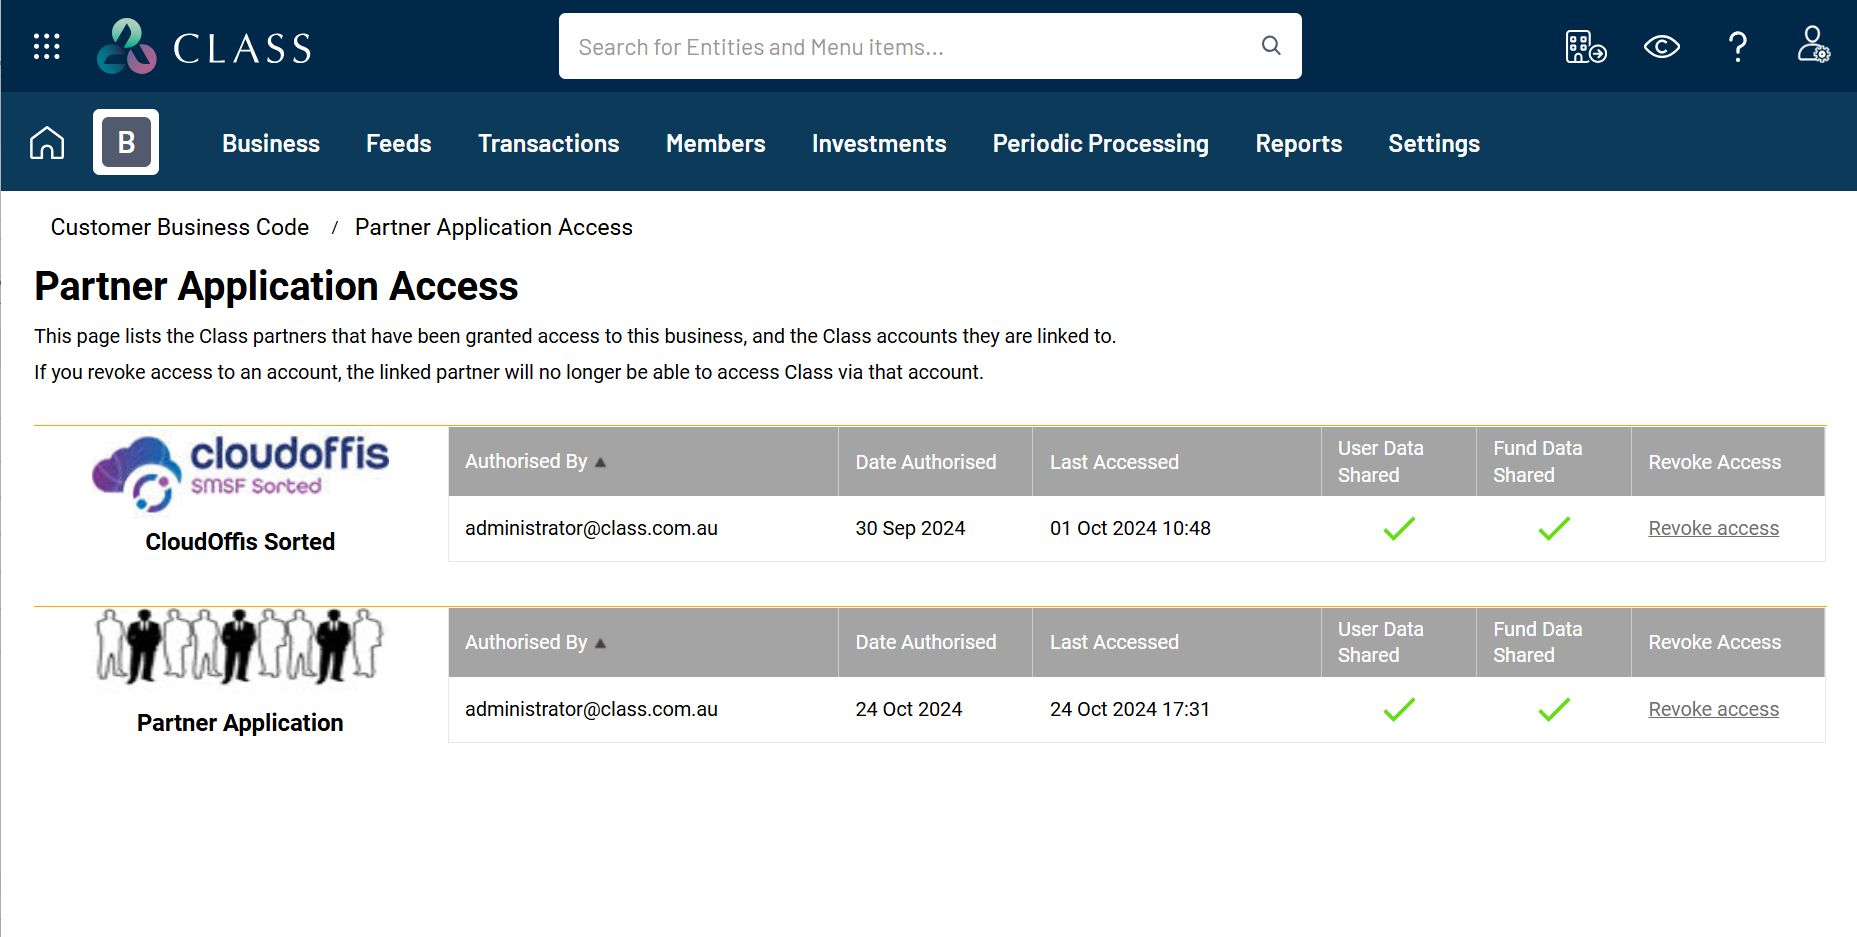 CLASS
Search for Entities and Menu items...
B
Business Feeds Transactions Members Investments Periodic Processing Reports Settings
Customer Business Code / Partner Application Access
Partner Application Access
This page lists the Class partners that have been granted access to this business, and the Class accounts they are linked to.
If you revoke access to an account, the linked partner will no longer be able to access Class via that account.
cloudoffis
SMSF Sorted
CloudOffis Sorted
Authorised By ▲ Date Authorised Last Accessed User Data Shared Fund Data Shared Revoke Access
administrator@class.com.au 30 Sep 2024 01 Oct 2024 10:48 Revoke access
Partner Application
Authorised By ▲ Date Authorised Last Accessed User Data Shared Fund Data Shared Revoke Access
administrator@class.com.au 24 Oct 2024 24 Oct 2024 17:31 Revoke access